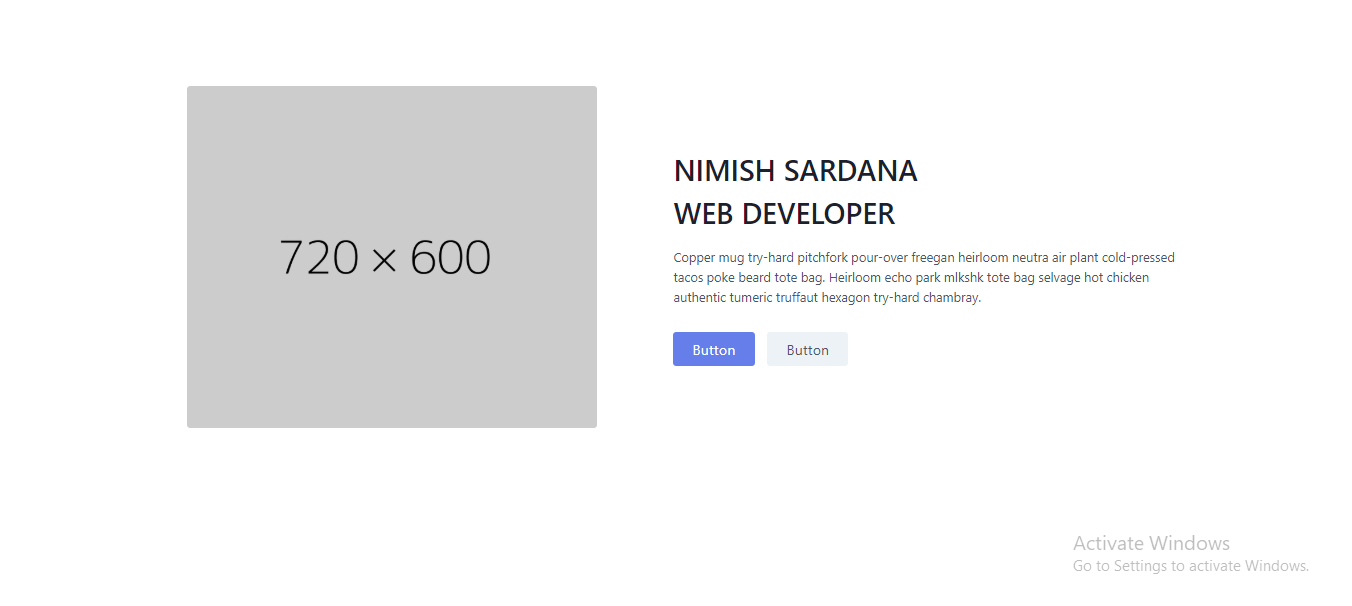 720 × 600
NIMISH SARDANA
WEB DEVELOPER
Copper mug try-hard pitchfork pour-over freegan heirloom neutra air plant cold-pressed
tacos poke beard tote bag. Heirloom echo park mlkshk tote bag selvage hot chicken
authentic tumeric truffaut hexagon try-hard chambray.
Button Button
Activate Windows
Go to Settings to activate Windows.